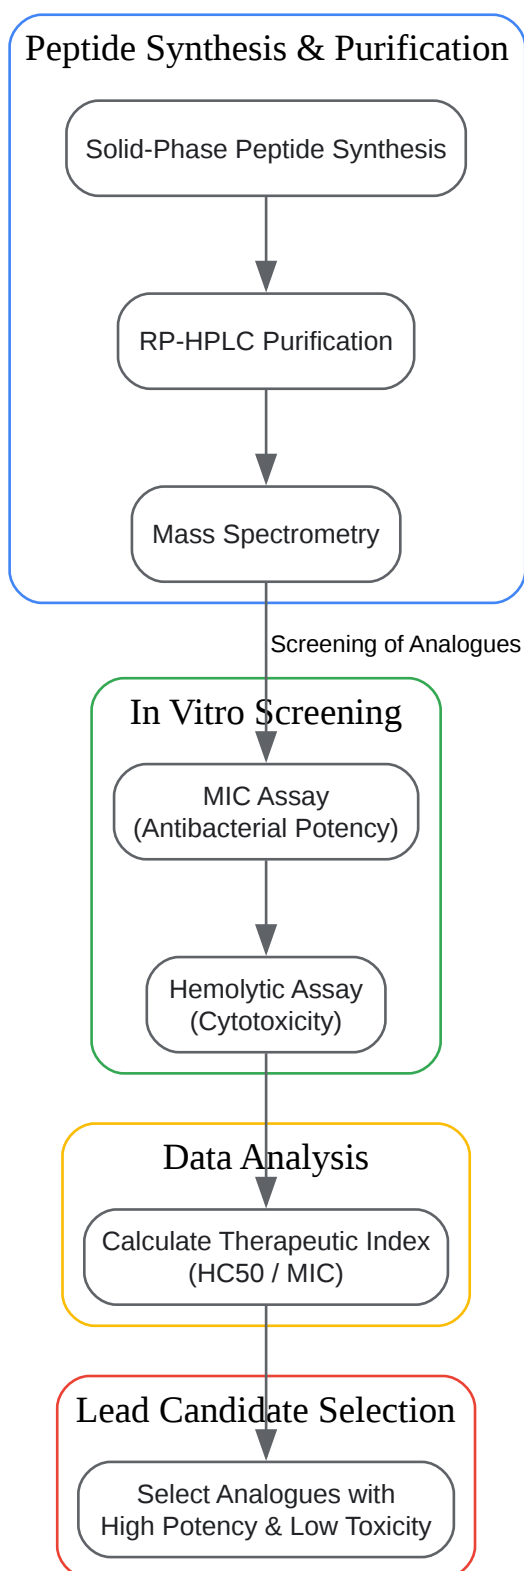 Peptide Synthesis & Purification
Solid-Phase Peptide Synthesis
RP-HPLC Purification
Mass Spectrometry
Screening of Analogues
In Vitro Screening
MIC Assay
(Antibacterial Potency)
Hemolytic Assay
(Cytotoxicity)
Data Analysis
Calculate Therapeutic Index
(HC50 / MIC)
Lead Candidate Selection
Select Analogues with
High Potency & Low Toxicity